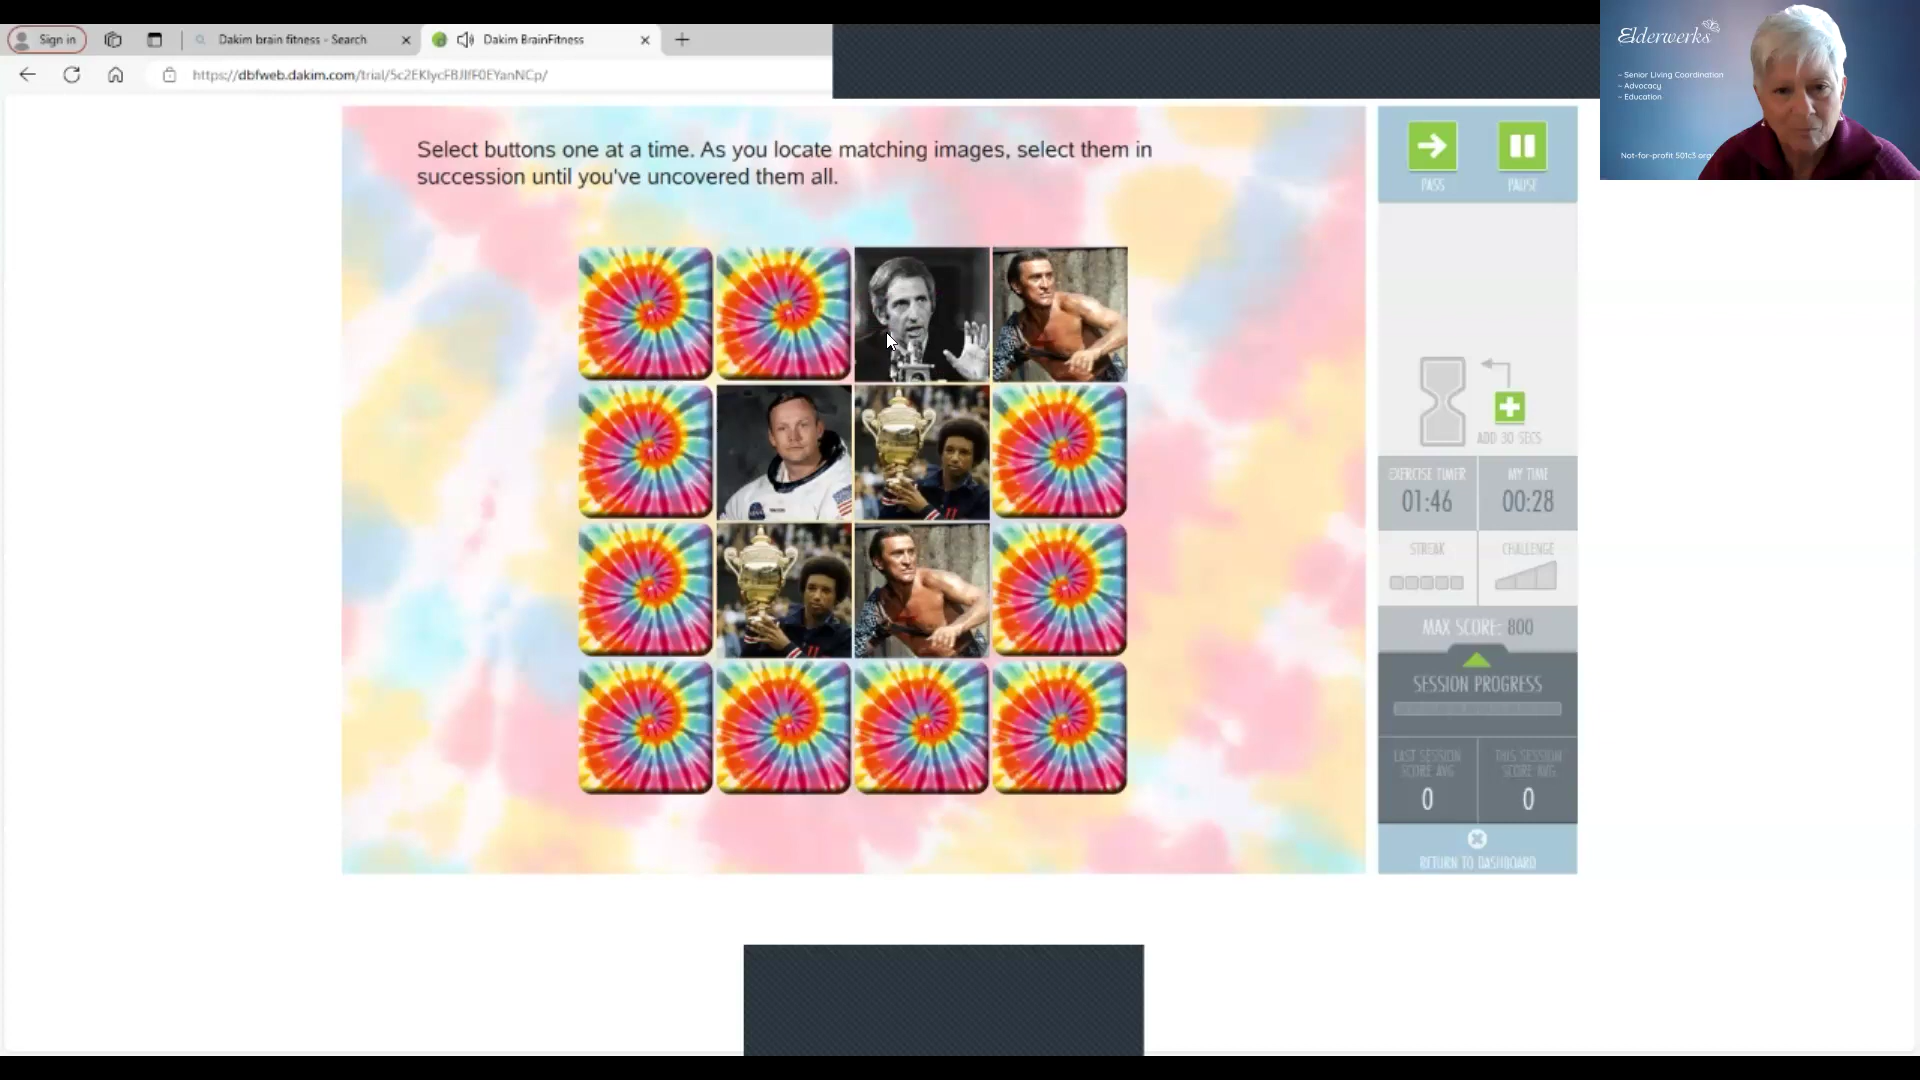 Sign in
Dakim brain fitness - Search
Dakim BrainFitness
https://dbfweb.dakim.com/trial/5c2EKlycFBJlfF0EYanNCp/
Elderwerks
- Senior Living Coordination
- Advocacy
- Education
Not-for-profit 501c3 org
Select buttons one at a time. As you locate matching images, select them in
succession until you've uncovered them all.
PASS
PAUSE
ADD 30 SECS
EXERCISE TIMER
MY TIME
01:46
00:28
STREAK
CHALLENGE
MAX SCORE: 800
SESSION PROGRESS
LAST SESSION
SCORE AVG
THIS SESSION
SCORE AVG
0
0
RETURN TO DASHBOARD